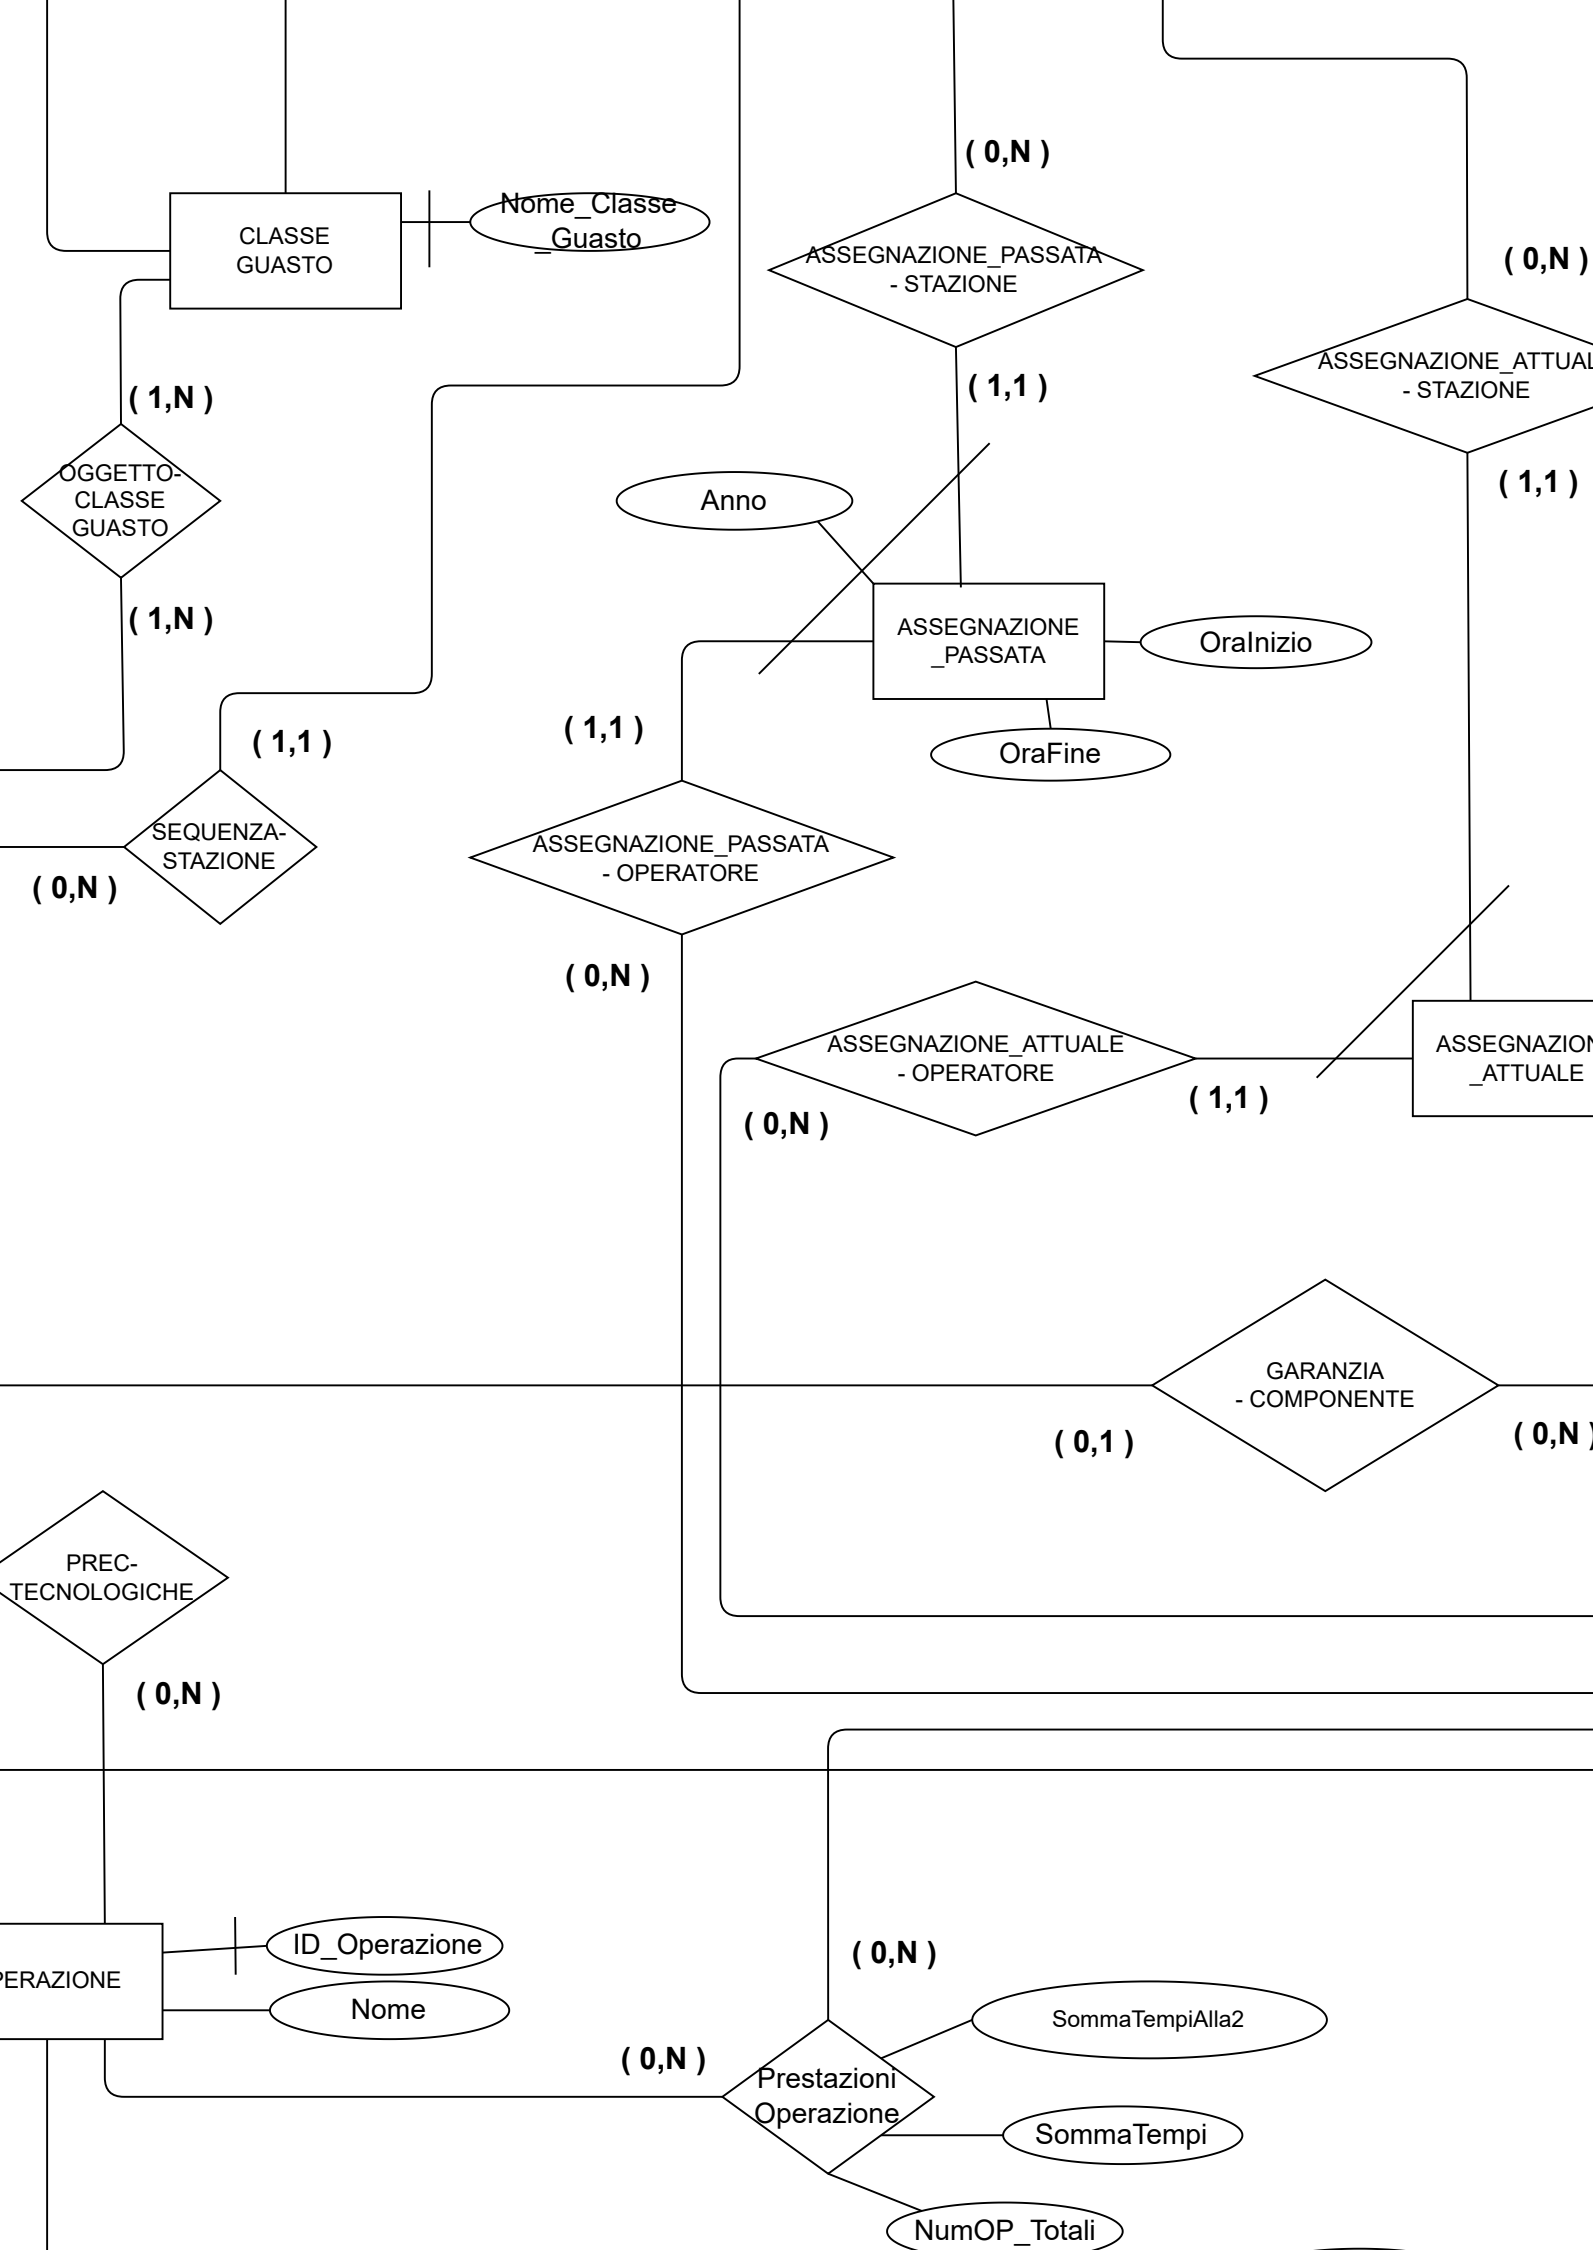 ( 0,N )
Nome_Classe
_Guasto
CLASSE
GUASTO
ASSEGNAZIONE_PASSATA
- STAZIONE
( 0,N )
ASSEGNAZIONE_ATTUAL
- STAZIONE
( 1,N )
( 1,1 )
OGGETTO-
CLASSE
GUASTO
( 1,1 )
Anno
( 1,N )
ASSEGNAZIONE
_PASSATA
OraInizio
( 1,1 )
( 1,1 )
OraFine
SEQUENZA-
STAZIONE
ASSEGNAZIONE_PASSATA
- OPERATORE
( 0,N )
( 0,N )
ASSEGNAZIONE_ATTUALE
- OPERATORE
ASSEGNAZION
_ATTUALE
( 1,1 )
( 0,N )
GARANZIA
- COMPONENTE
( 0,1 )
( 0,N )
PREC-
TECNOLOGICHE
( 0,N )
ID_Operazione
( 0,N )
PERAZIONE
Nome
SommaTempiAlla2
( 0,N )
Prestazioni
Operazione
SommaTempi
NumOP_Totali